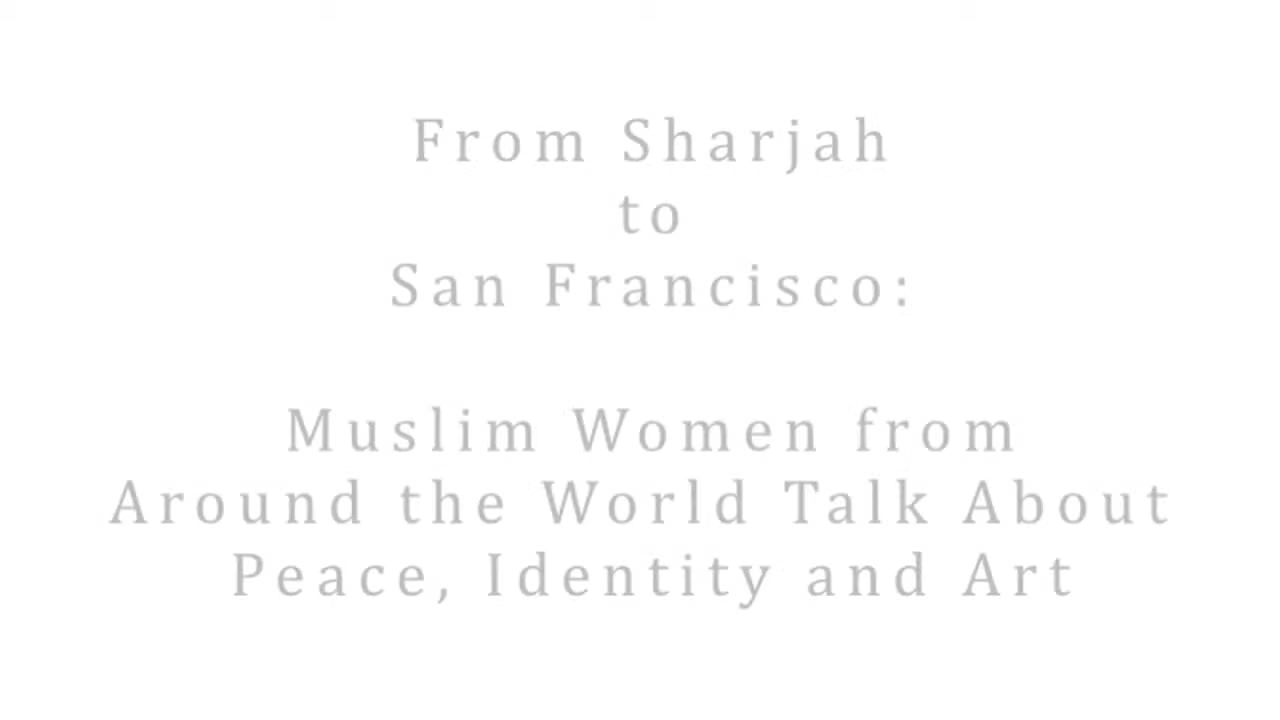 From Sharjah
to
San Francisco:
Muslim Women from
Around the World Talk About
Peace, Identity and Art